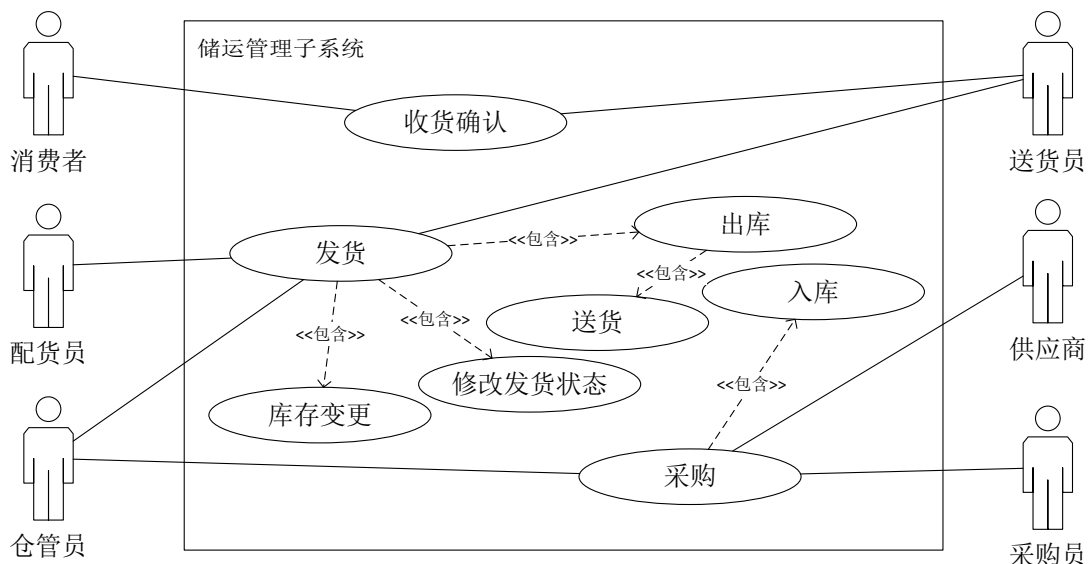 储运管理子系统
收货确认
消费者
送货员
出库
发货
<<包含>>
<<包含>>
入库
送货
<<包含>>
<<包含>>
配货员
供应商
修改发货状态
<<包含>>
库存变更
采购
仓管员
采购员